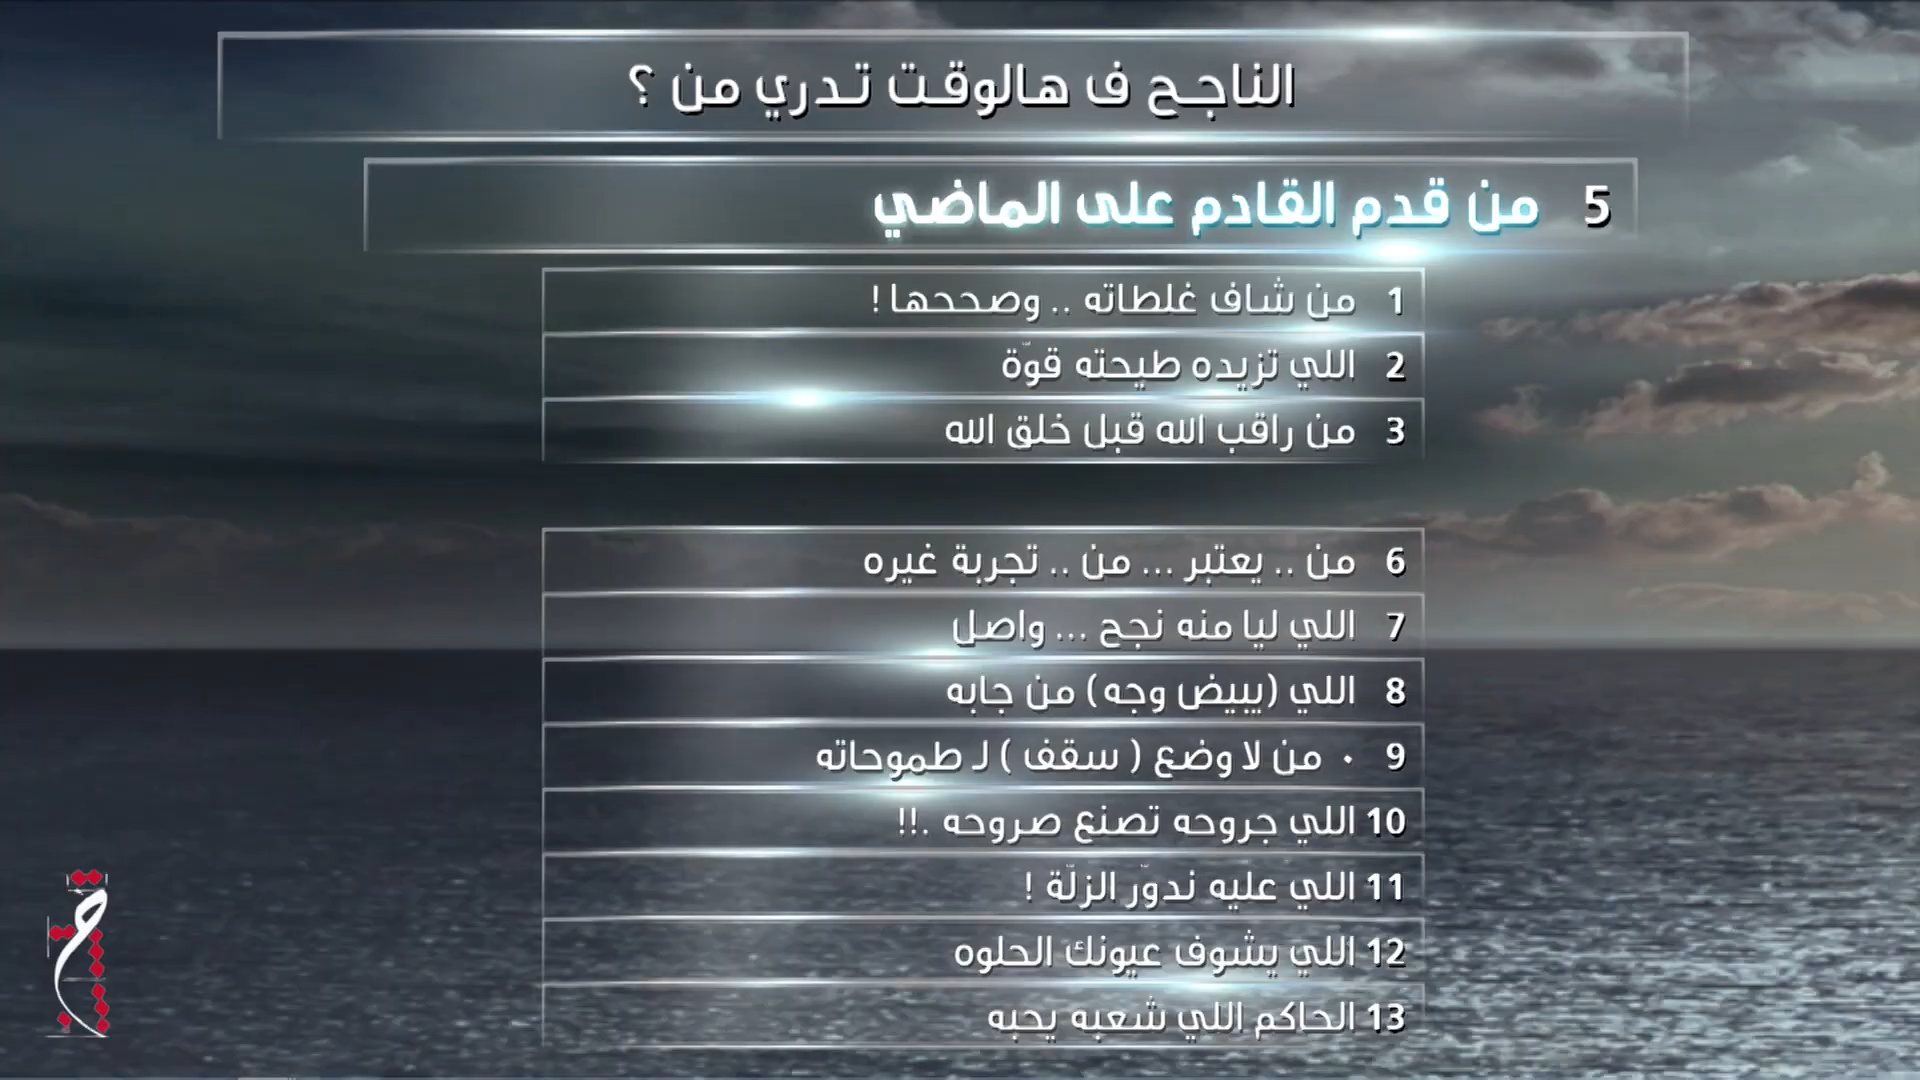 الناجح ف هالوقت تدري من ؟
5 من قدم القادم على الماضي
1 من شاف غلطاته .. وصححها !
2 اللي تزيده طيحته قوّة
3 من راقب الله قبل خلق الله
6 من .. يعتبر ... من .. تجربة غيره
7 اللي ليا منه نجح ... واصل
8 اللي (يبيض وجه) من جابه
9 . من لا وضع ( سقف ) لـ طموحاته
10 اللي جروحه تصنع صروحه .!!
11 اللي عليه ندوّر الزلّة !
12 اللي يشوف عيونك الحلوه
13 الحاكم اللي شعبه يحبه